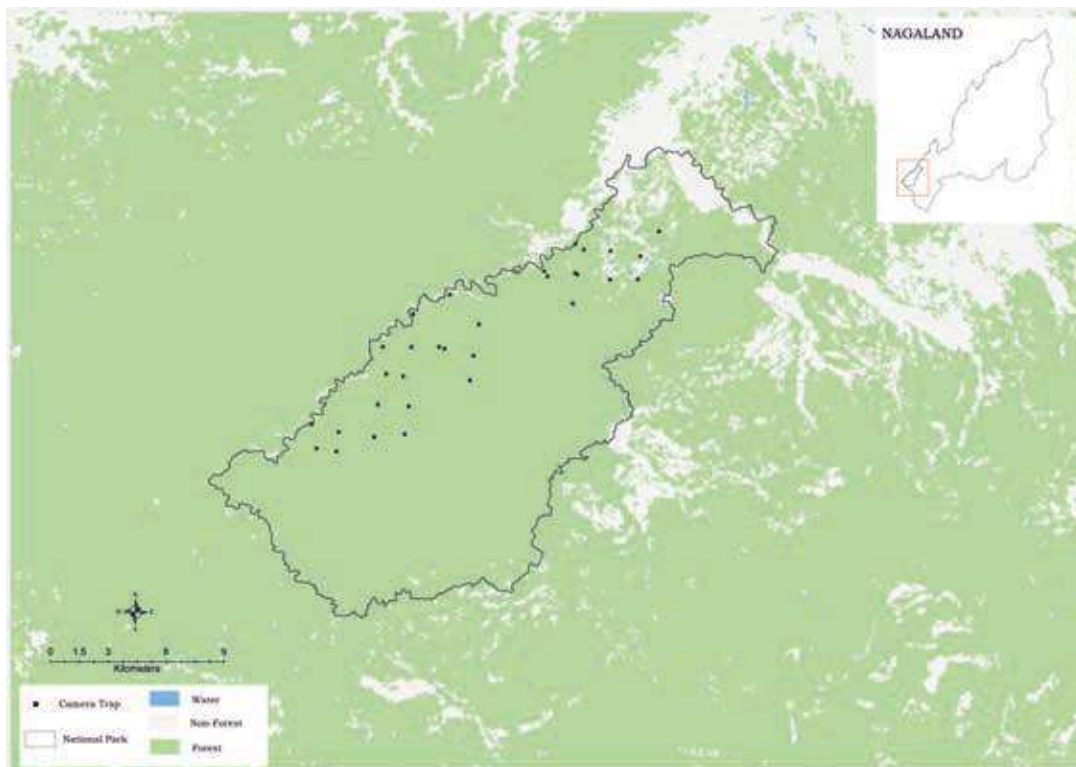 NAGALAND
0 1.5 3 6 9
Kilometers
Camera Trap
National Park
Water
Non-Forest
Forest